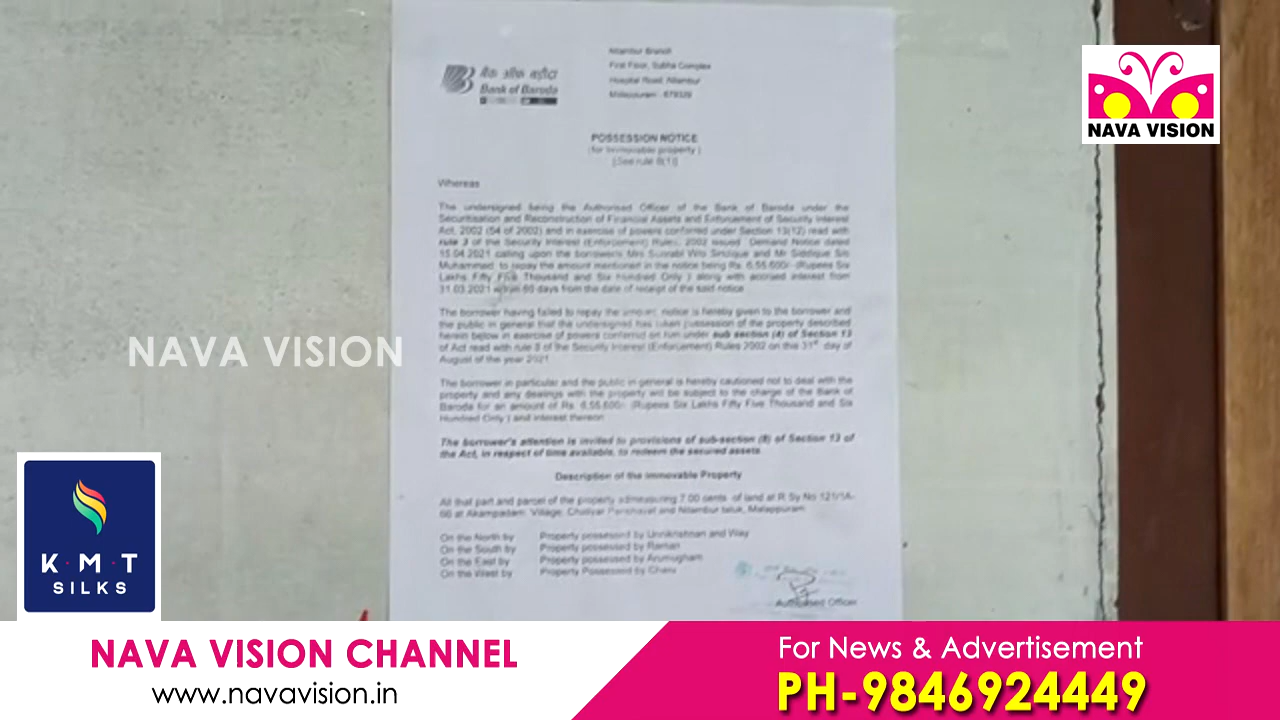 Nilambur Branch
First Floor, Subha Complex
Hospital Road, Nilambur
Malappuram - 679329
बैंक ऑफ़ बड़ौदा
Bank of Baroda
POSSESSION NOTICE
(for Immovable property )
[See rule 8(1)]
Whereas
The undersigned being the Authorised Officer of the Bank of Baroda under the
Securitisation and Reconstruction of Financial Assets and Enforcement of Security Interest
Act, 2002 (54 of 2002) and in exercise of powers conferred under Section 13(12) read with
rule 3 of the Security Interest (Enforcement) Rules, 2002 issued Demand Notice dated
15.04.2021 calling upon the borrowers Mrs W/o and Mr Siddique S/o
Muhammed to repay the amount mentioned in the notice being Rs. 6,55,600/- (Rupees Six
Lakhs Fifty Five Thousand and Six Hundred Only ) along with accrued interest from
31.03.2021 within 60 days from the date of receipt of the said notice
The borrower having failed to repay the amount, notice is hereby given to the borrower and
the public in general that the undersigned has taken possession of the property described
herein below in exercise of powers conferred on him under sub section (4) of Section 13
of Act read with rule 3 of the Security Interest (Enforcement) Rules 2002 on this 31st day of
August of the year 2021
The borrower in particular and the public in general is hereby cautioned not to deal with the
property and any dealings with the property will be subject to the charge of the Bank of
Baroda for an amount of Rs. 6,55,600/- (Rupees Six Lakhs Fifty Five Thousand and Six
Hundred Only ) and interest thereon
The borrower's attention is invited to provisions of sub-section (8) of Section 13 of
the Act, in respect of time available, to redeem the secured assets
Description of the Immovable Property
All that part and parcel of the property admeasuring 7.00 cents of land at R Sy No 121/1A-
66 at Akampadam Village, Chaliyar Panchayat and Nilambur taluk, Malappuram
On the North by Property possessed by Unnikrishnan and Way
On the South by Property possessed by Raman
On the East by Property possessed by Arumugham
On the West by Property Possessed by
Authorised Officer
NAVA VISION
NAVA VISION
K·M·T
SILKS
NAVA VISION CHANNEL
www.navavision.in
For News & Advertisement
PH-9846924449